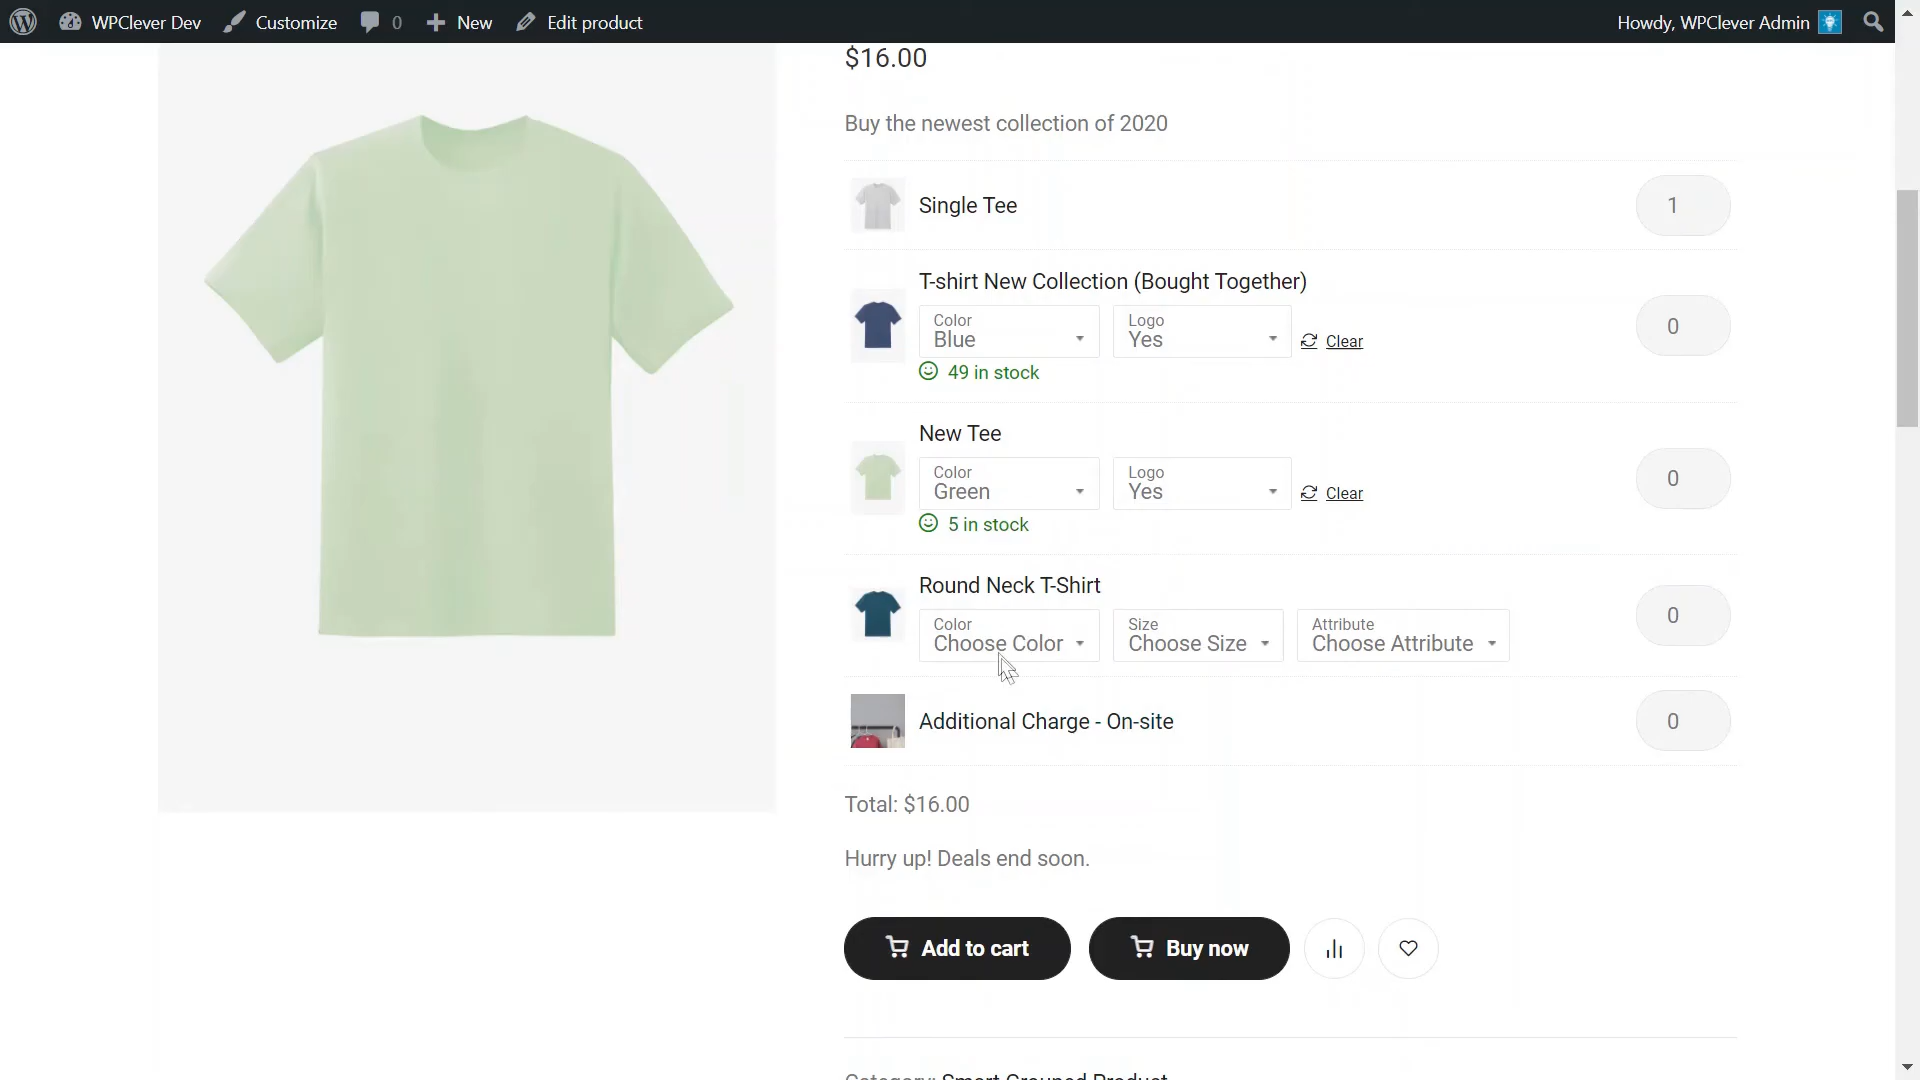 WPClever Dev Customize 0 New Edit product Howdy, WPClever Admin
$16.00
Buy the newest collection of 2020
Single Tee 1
T-shirt New Collection (Bought Together)
Color Logo
Blue Yes Clear 0
49 in stock
New Tee
Color Logo
Green Yes Clear 0
5 in stock
Round Neck T-Shirt
Color Size Attribute 0
Choose Color Choose Size Choose Attribute
Additional Charge - On-site 0
Total: $16.00
Hurry up! Deals end soon.
Add to cart Buy now
Category: Smart Grouped Product